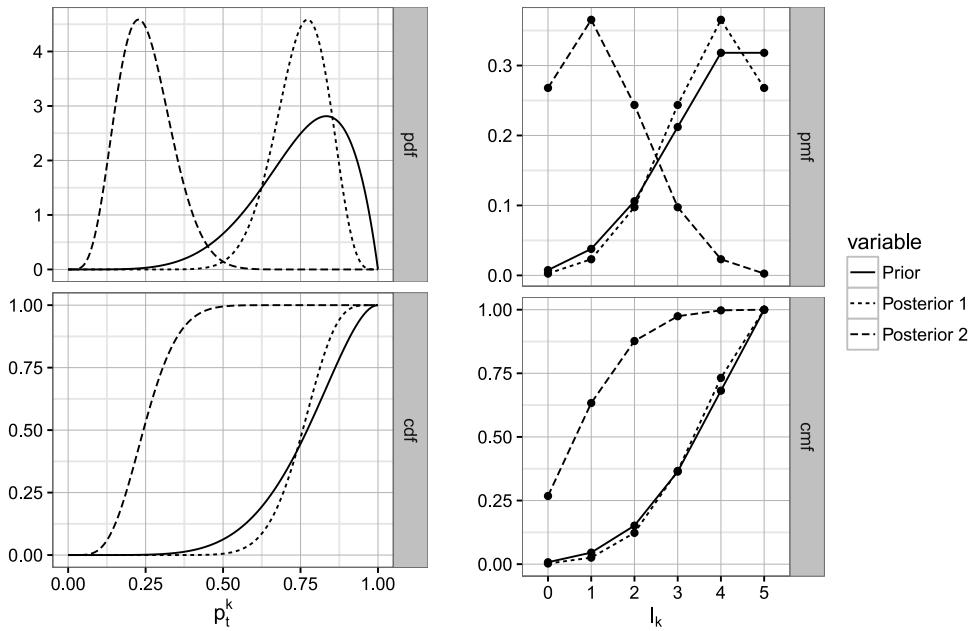 4
3
2
1
0
pdf
1.00
0.75
0.50
0.25
0.00
cdf
0.00 0.25 0.50 0.75 1.00
p_t^k
0.3
0.2
0.1
0.0
pmf
1.00
0.75
0.50
0.25
0.00
cmf
0 1 2 3 4 5
l_k
variable
Prior
Posterior 1
Posterior 2